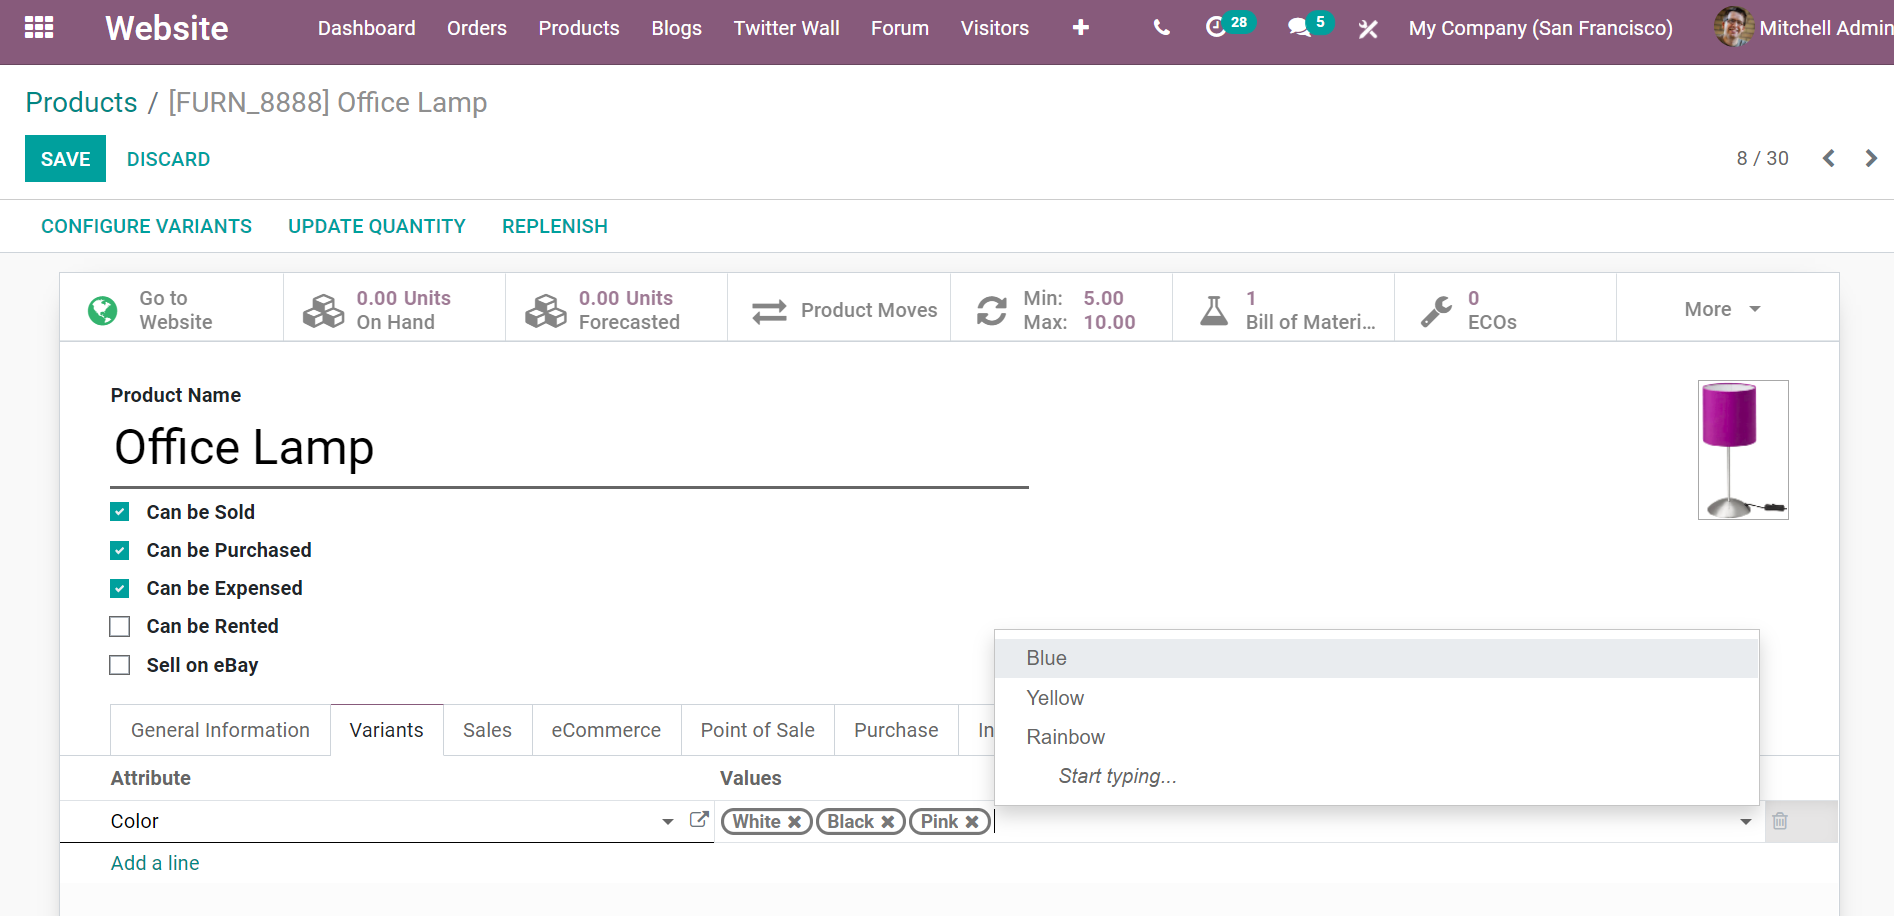 Website Dashboard Orders Products Blogs Twitter Wall Forum Visitors 28 5 My Company (San Francisco) Mitchell Admin
Products / [FURN_8888] Office Lamp
SAVE DISCARD 8 / 30
CONFIGURE VARIANTS UPDATE QUANTITY REPLENISH
Go to Website
0.00 Units On Hand
0.00 Units Forecasted
Product Moves
Min: 5.00
Max: 10.00
1 Bill of Materi...
0 ECOs
More
Product Name
Office Lamp
Can be Sold
Can be Purchased
Can be Expensed
Can be Rented
Sell on eBay
Blue
Yellow
Rainbow
Start typing...
General Information Variants Sales eCommerce Point of Sale Purchase In
Attribute Values
Color White Black Pink
Add a line